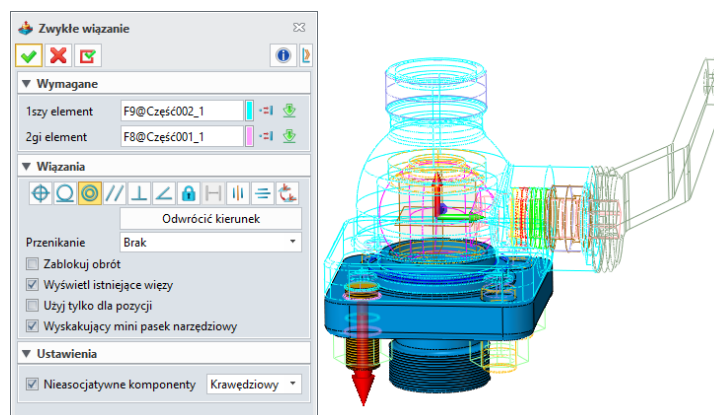 Zwykłe wiązanie
Wymagane
1szy element F9@Część002_1
2gi element F8@Część001_1
Wiązania
Odwrócić kierunek
Przenikanie Brak
Zablokuj obrót
Wyświetl istniejące więzy
Użyj tylko dla pozycji
Wyskakujący mini pasek narzędziowy
Ustawienia
Nieasocjatywne komponenty Krawędziowy